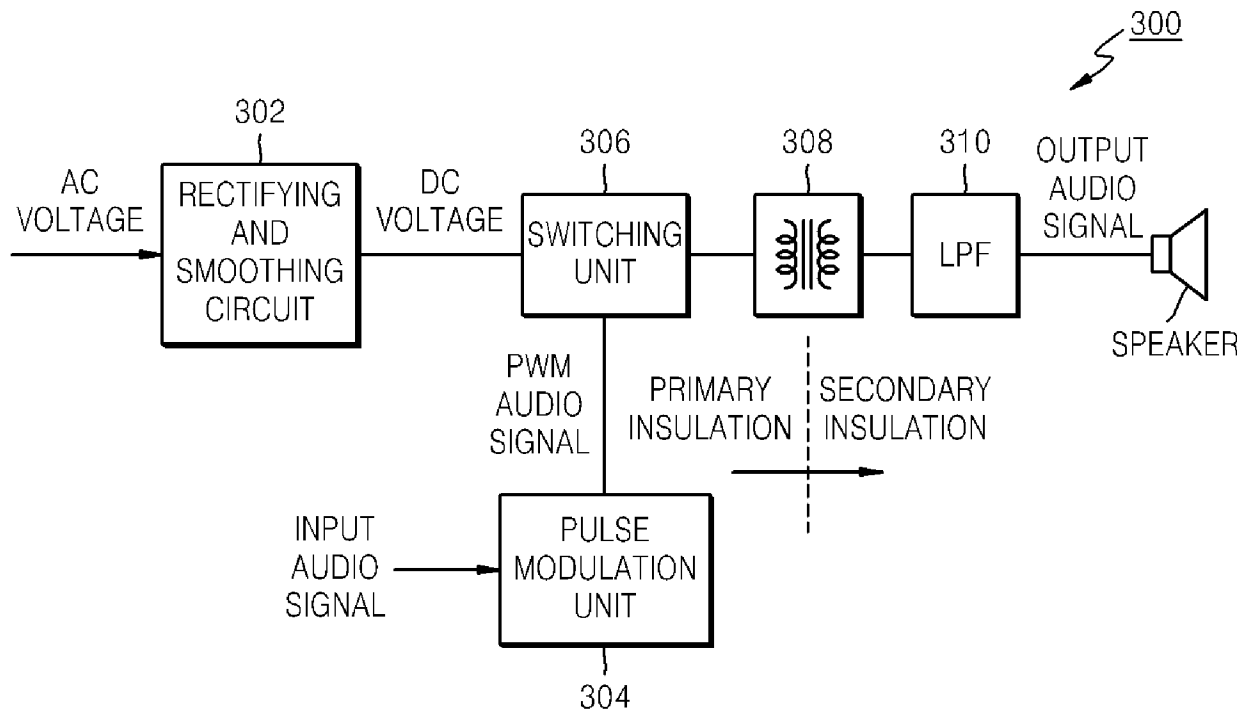 300
302
AC
VOLTAGE
RECTIFYING
AND
SMOOTHING
CIRCUIT
DC
VOLTAGE
306
SWITCHING
UNIT
308
310
LPF
OUTPUT
AUDIO
SIGNAL
SPEAKER
PWM
AUDIO
SIGNAL
PRIMARY
INSULATION
SECONDARY
INSULATION
INPUT
AUDIO
SIGNAL
PULSE
MODULATION
UNIT
304